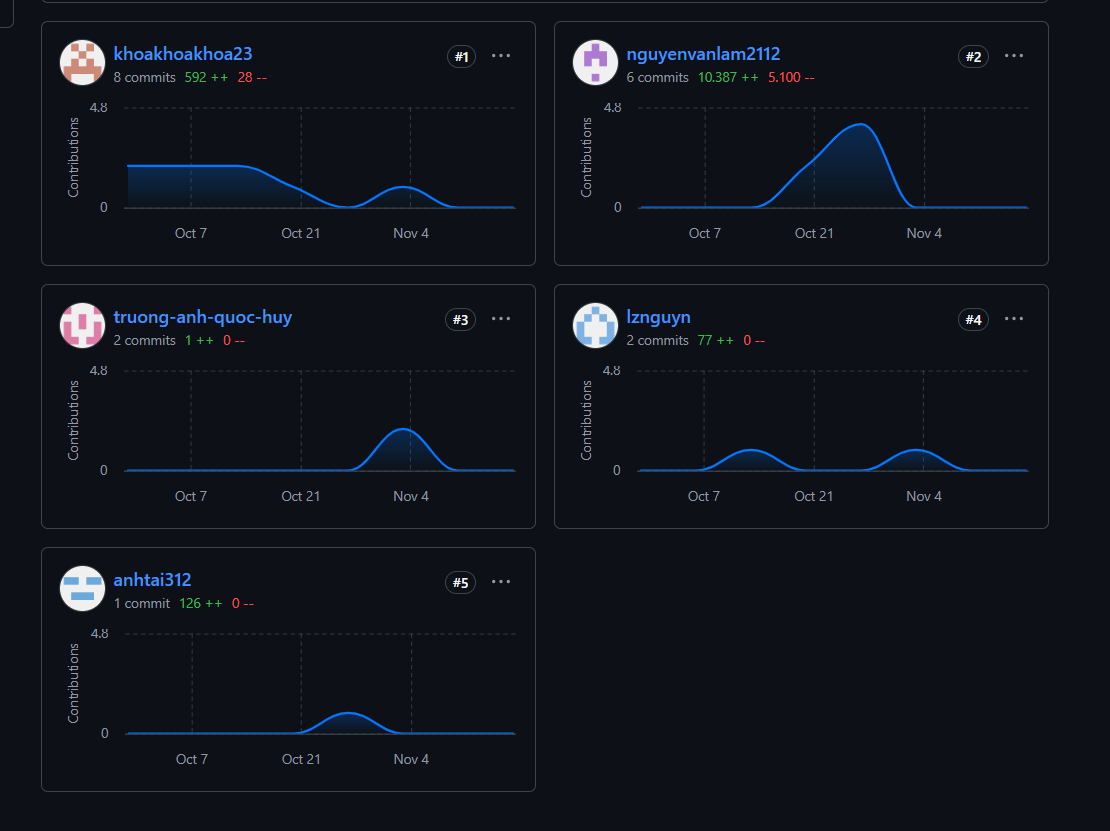 khoakhoakhoa23
#1
8 commits 592 ++ 28 --
4.8
Contributions
0
Oct 7 Oct 21 Nov 4
nguyenvanlam2112
#2
6 commits 10.387 ++ 5.100 --
4.8
Contributions
0
Oct 7 Oct 21 Nov 4
truong-anh-quoc-huy
#3
2 commits 1 ++ 0 --
4.8
Contributions
0
Oct 7 Oct 21 Nov 4
lznguyn
#4
2 commits 77 ++ 0 --
4.8
Contributions
0
Oct 7 Oct 21 Nov 4
anhtai312
#5
1 commit 126 ++ 0 --
4.8
Contributions
0
Oct 7 Oct 21 Nov 4